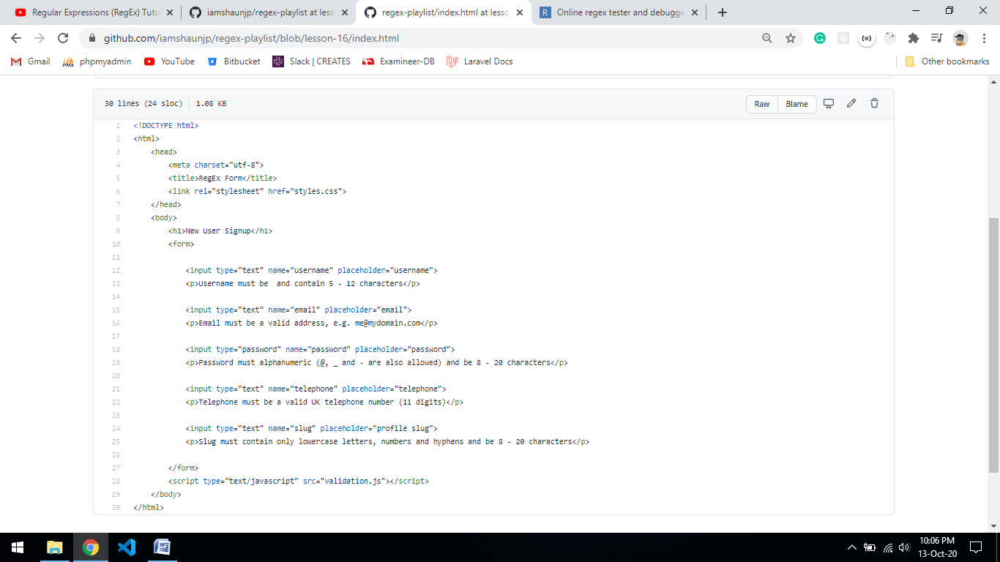 Regular Expressions (RegEx) Tuto
iamshaunjp/regex-playlist at less
regex-playlist/index.html at lesso
Online regex tester and debugge
github.com/iamshaunjp/regex-playlist/blob/lesson-16/index.html
Gmail phpmyadmin YouTube Bitbucket Slack | CREATES Examineer-DB Laravel Docs Other bookmarks
30 lines (24 sloc) 1.08 KB Raw Blame
1 <!DOCTYPE html>
2 <html>
3 <head>
4 <meta charset="utf-8">
5 <title>RegEx Form</title>
6 <link rel="stylesheet" href="styles.css">
7 </head>
8 <body>
9 <h1>New User Signup</h1>
10 <form>
11
12 <input type="text" name="username" placeholder="username">
13 <p>Username must be  and contain 5 - 12 characters</p>
14
15 <input type="text" name="email" placeholder="email">
16 <p>Email must be a valid address, e.g. me@mydomain.com</p>
17
18 <input type="password" name="password" placeholder="password">
19 <p>Password must alphanumeric (@, _ and - are also allowed) and be 8 - 20 characters</p>
20
21 <input type="text" name="telephone" placeholder="telephone">
22 <p>Telephone must be a valid UK telephone number (11 digits)</p>
23
24 <input type="text" name="slug" placeholder="profile slug">
25 <p>Slug must contain only lowercase letters, numbers and hyphens and be 8 - 20 characters</p>
26
27 </form>
28 <script type="text/javascript" src="validation.js"></script>
29 </body>
30 </html>
10:06 PM
13-Oct-20